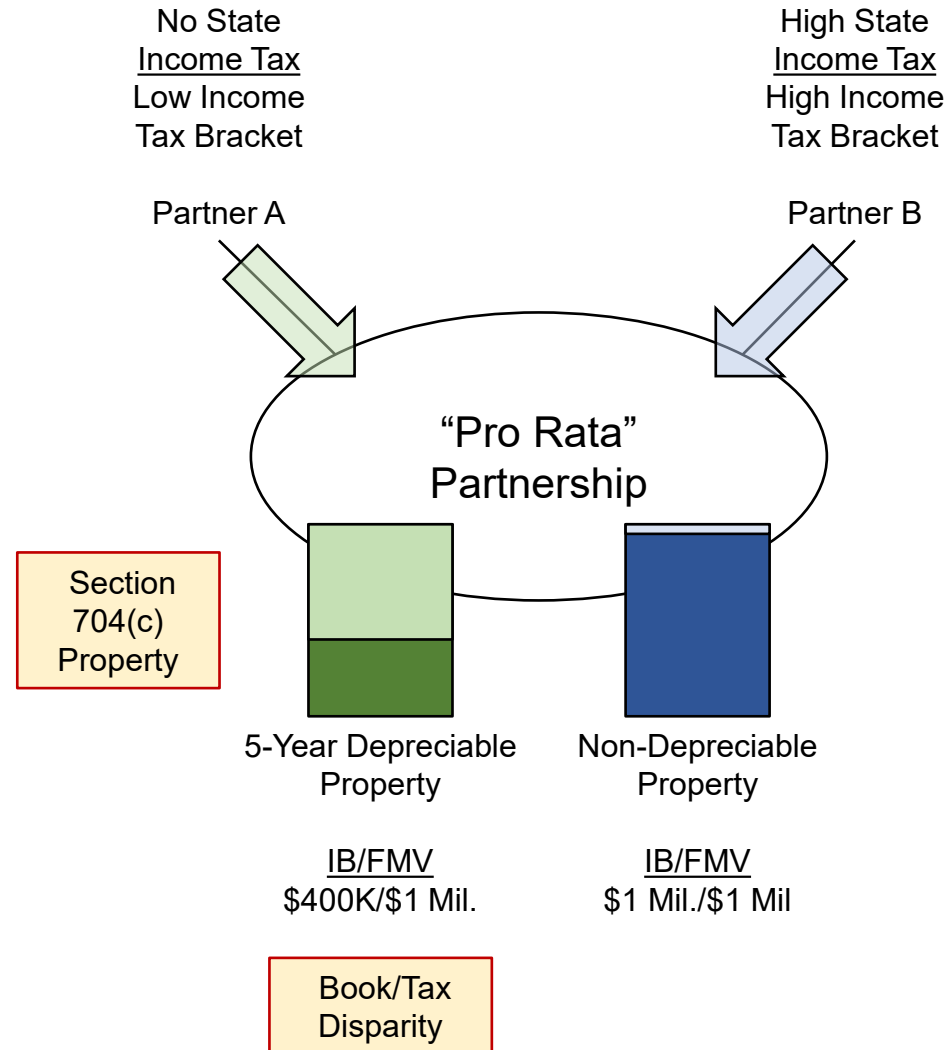 No State
Income Tax
Low Income
Tax Bracket
High State
Income Tax
High Income
Tax Bracket
Partner A
Partner B
“Pro Rata”
Partnership
Section
704(c)
Property
5-Year Depreciable
Property
Non-Depreciable
Property
IB/FMV
$400K/$1 Mil.
IB/FMV
$1 Mil./$1 Mil
Book/Tax
Disparity